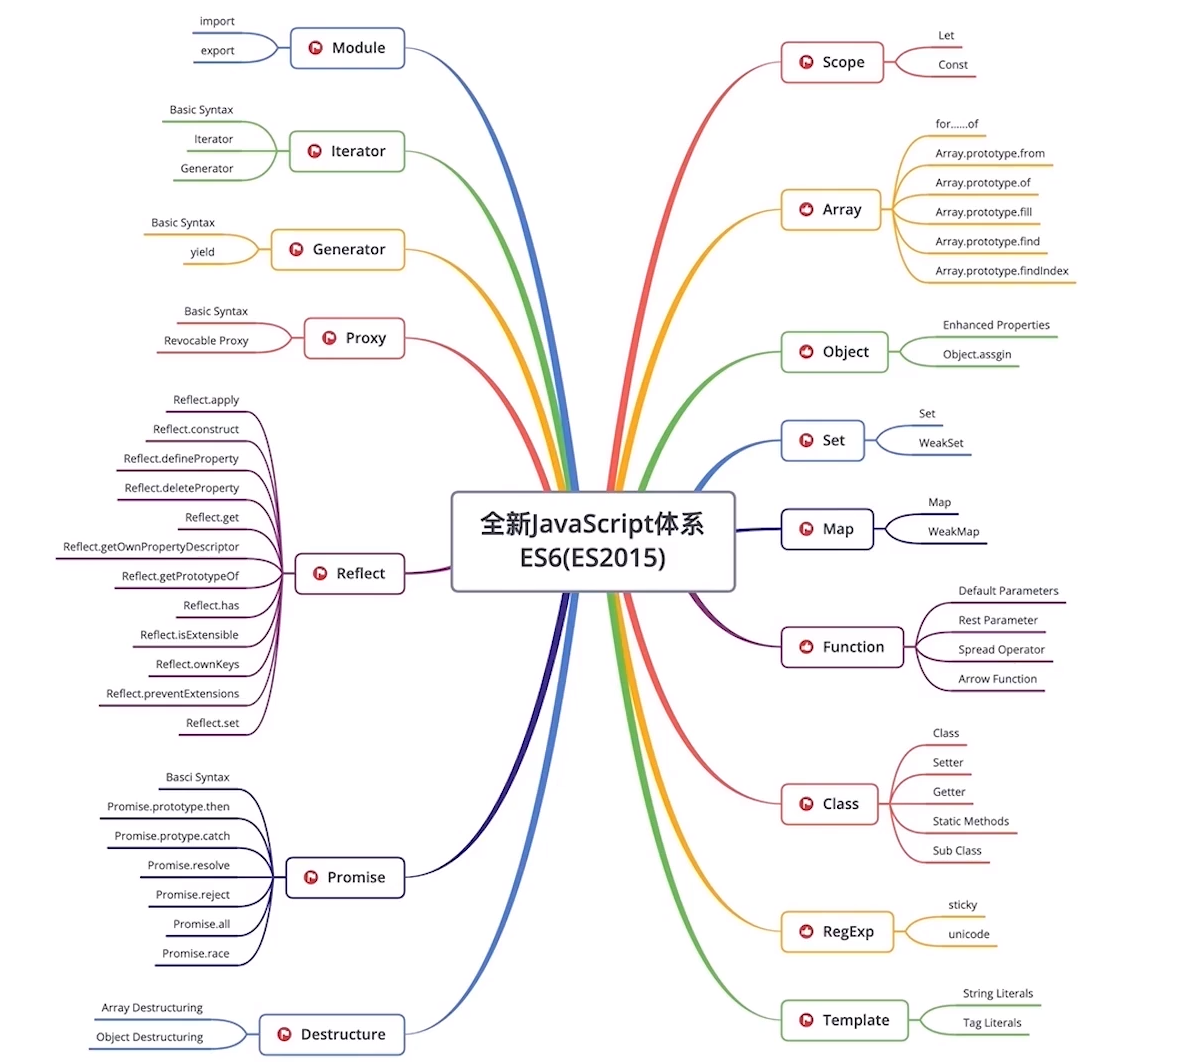 全新JavaScript体系
ES6(ES2015)
Module
import
export
Iterator
Basic Syntax
Iterator
Generator
Generator
Basic Syntax
yield
Proxy
Basic Syntax
Revocable Proxy
Reflect
Reflect.apply
Reflect.construct
Reflect.defineProperty
Reflect.deleteProperty
Reflect.get
Reflect.getOwnPropertyDescriptor
Reflect.getPrototypeOf
Reflect.has
Reflect.isExtensible
Reflect.ownKeys
Reflect.preventExtensions
Reflect.set
Promise
Basci Syntax
Promise.prototype.then
Promise.protype.catch
Promise.resolve
Promise.reject
Promise.all
Promise.race
Destructure
Array Destructuring
Object Destructuring
Scope
Let
Const
Array
for......of
Array.prototype.from
Array.prototype.of
Array.prototype.fill
Array.prototype.find
Array.prototype.findIndex
Object
Enhanced Properties
Object.assgin
Set
Set
WeakSet
Map
Map
WeakMap
Function
Default Parameters
Rest Parameter
Spread Operator
Arrow Function
Class
Class
Setter
Getter
Static Methods
Sub Class
RegExp
sticky
unicode
Template
String Literals
Tag Literals